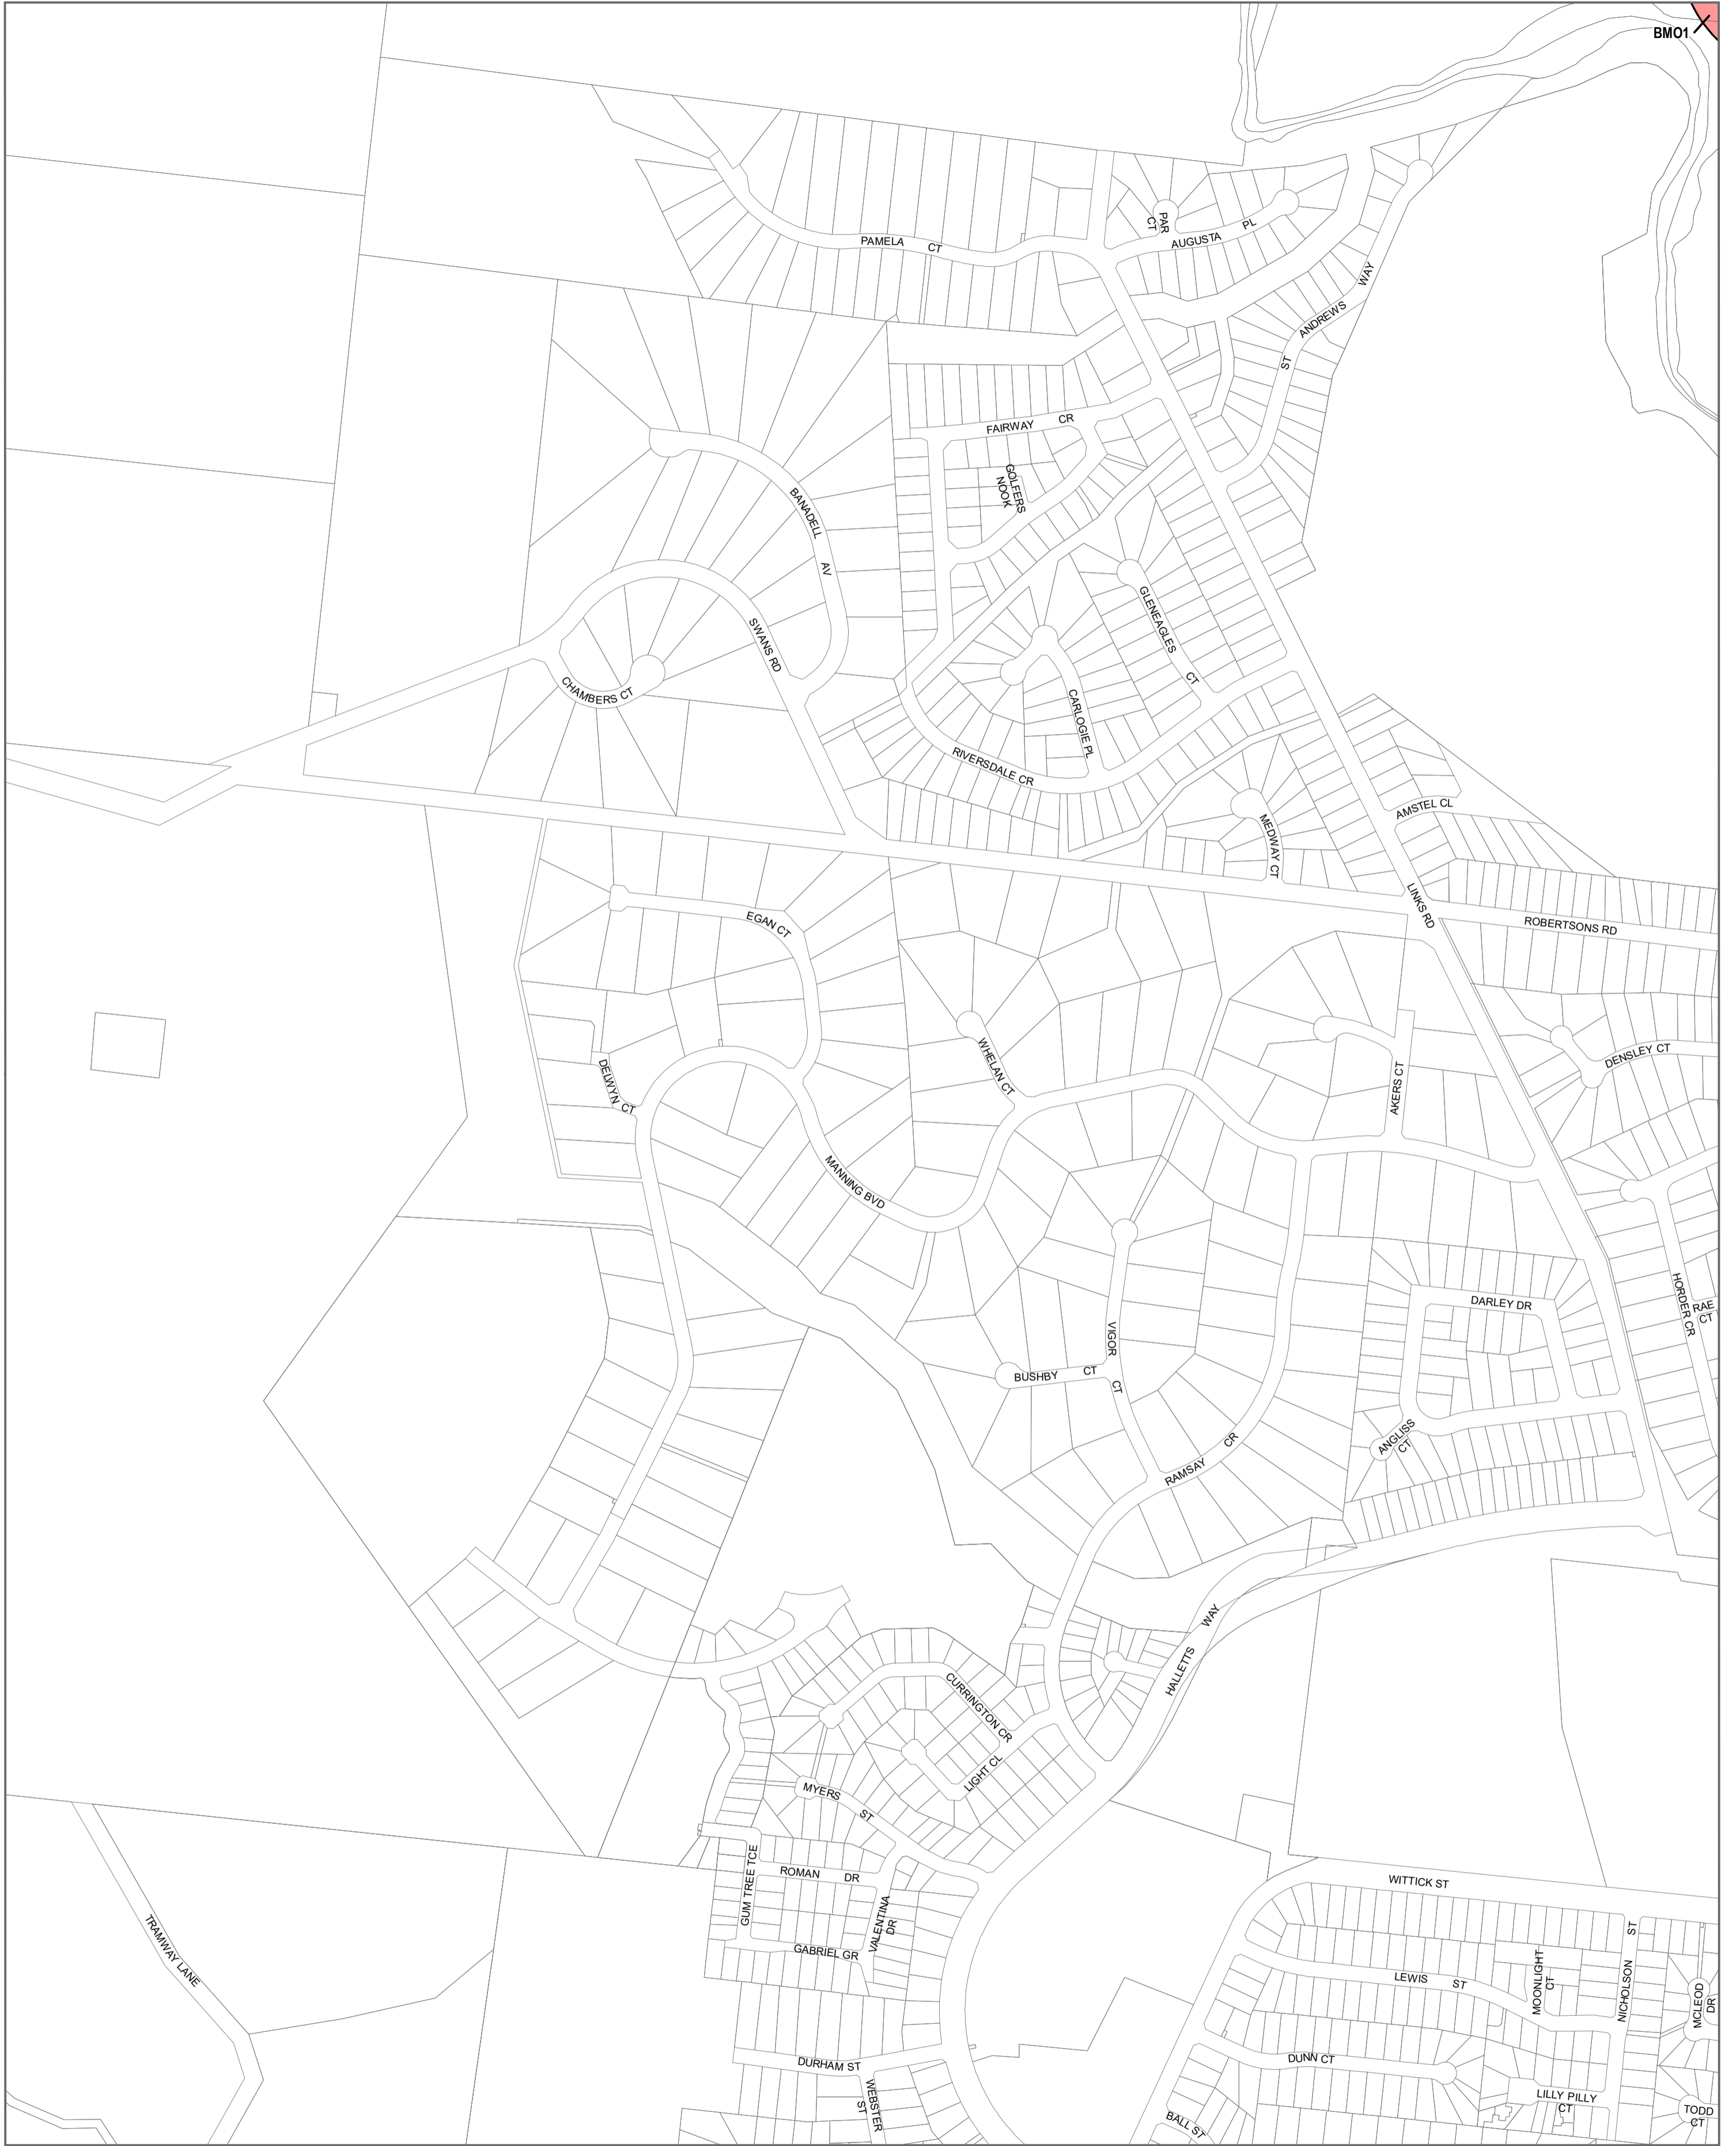 BMO1
PAR
CT
AUGUSTA PL
PAMELA CT
ANDREWS WAY
ST
FAIRWAY CR
GOLFERS
NOOK
BANADELL
AV
GLENEAGLES
CT
SWANS RD
CHAMBERS CT
CARLOGIE PL
RIVERSDALE CR
AMSTEL CL
MEDWAY CT
LINKS RD
ROBERTSONS RD
EGAN CT
WHELAN CT
DENSLEY CT
DELWYN CT
AKERS CT
MANNING BVD
HORDER CR
DARLEY DR
RAE
CT
VIGOR
CT
BUSHBY CT
ANGLISS
CT
RAMSAY CR
HALLETTS WAY
CURRINGTON CR
LIGHT CL
MYERS ST
GUM TREE TCE
ROMAN DR
VALENTINA
DR
GABRIEL GR
TRAMWAY LANE
WITTICK ST
LEWIS ST
MOONLIGHT
CT
NICHOLSON ST
MCLEOD
DR
DURHAM ST
WEBSTER
ST
DUNN CT
LILLY PILLY
CT
TODD
CT
BALL ST